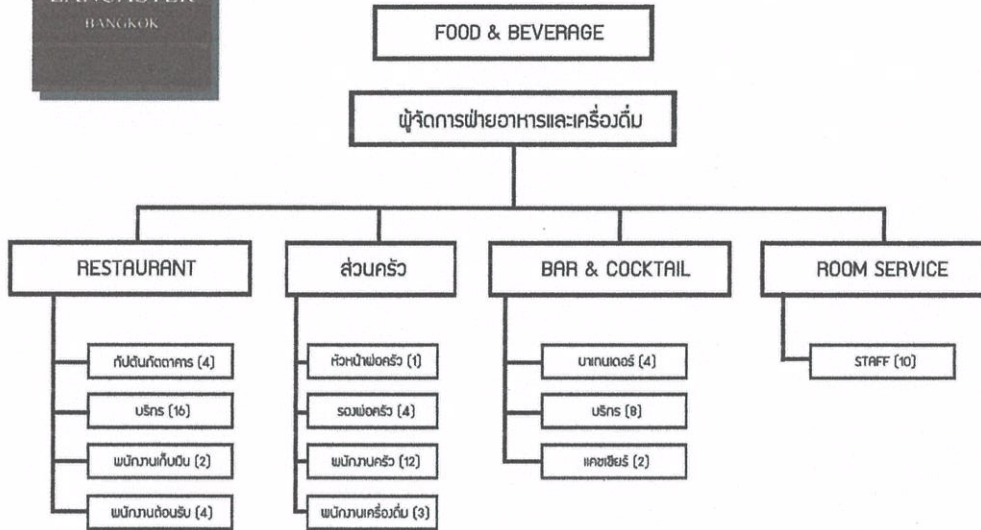 LANCASTER
BANGKOK
FOOD & BEVERAGE
ผู้จัดการฝ่ายอาหารและเครื่องดื่ม
RESTAURANT
ส่วนครัว
BAR & COCKTAIL
ROOM SERVICE
กัปตันภัตตาคาร (4)
หัวหน้าพ่อครัว (1)
บาเทนเดอร์ (4)
STAFF (10)
บริกร (16)
รองพ่อครัว (4)
บริกร (8)
พนักงานเก็บเงิน (2)
พนักงานครัว (12)
แคชเชียร์ (2)
พนักงานต้อนรับ (4)
พนักงานเครื่องดื่ม (3)